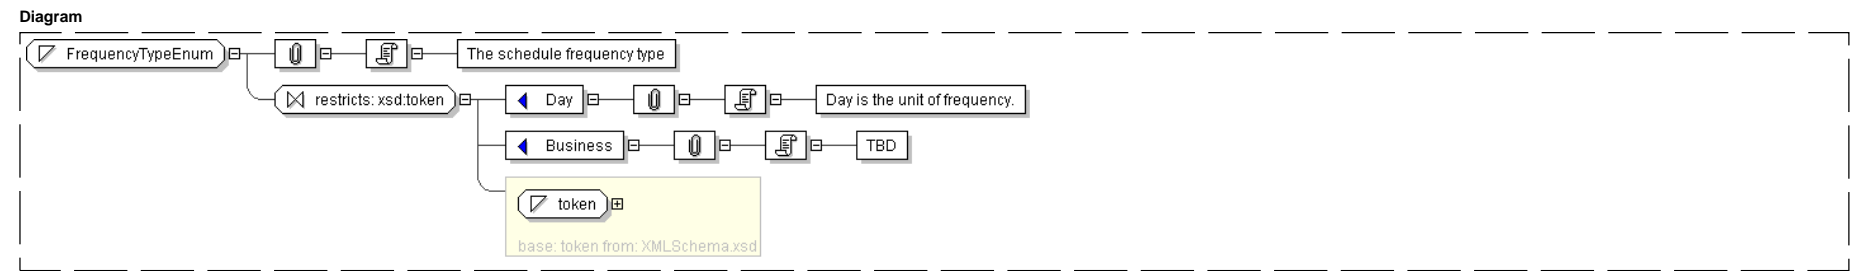 Diagram
FrequencyTypeEnum
The schedule frequency type
restricts: xsd:token
Day
Day is the unit of frequency.
Business
TBD
token
base: token from: XMLSchema.xsd